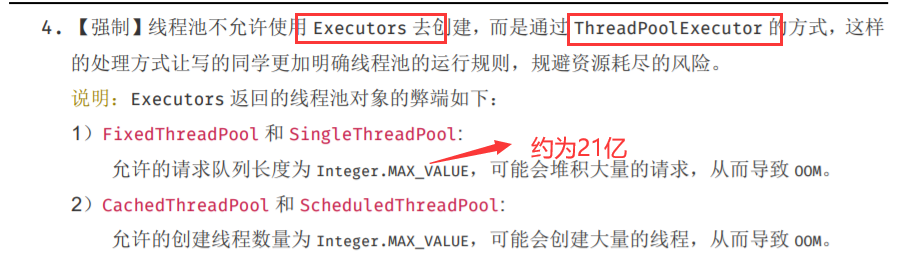 4. 【强制】线程池不允许使用 Executors 去创建，而是通过 ThreadPoolExecutor 的方式，这样
的处理方式让写的同学更加明确线程池的运行规则，规避资源耗尽的风险。
说明：Executors 返回的线程池对象的弊端如下：
1）FixedThreadPool 和 SingleThreadPool:
约为21亿
允许的请求队列长度为 Integer.MAX_VALUE，可能会堆积大量的请求，从而导致 OOM。
2）CachedThreadPool 和 ScheduledThreadPool:
允许的创建线程数量为 Integer.MAX_VALUE，可能会创建大量的线程，从而导致 OOM。